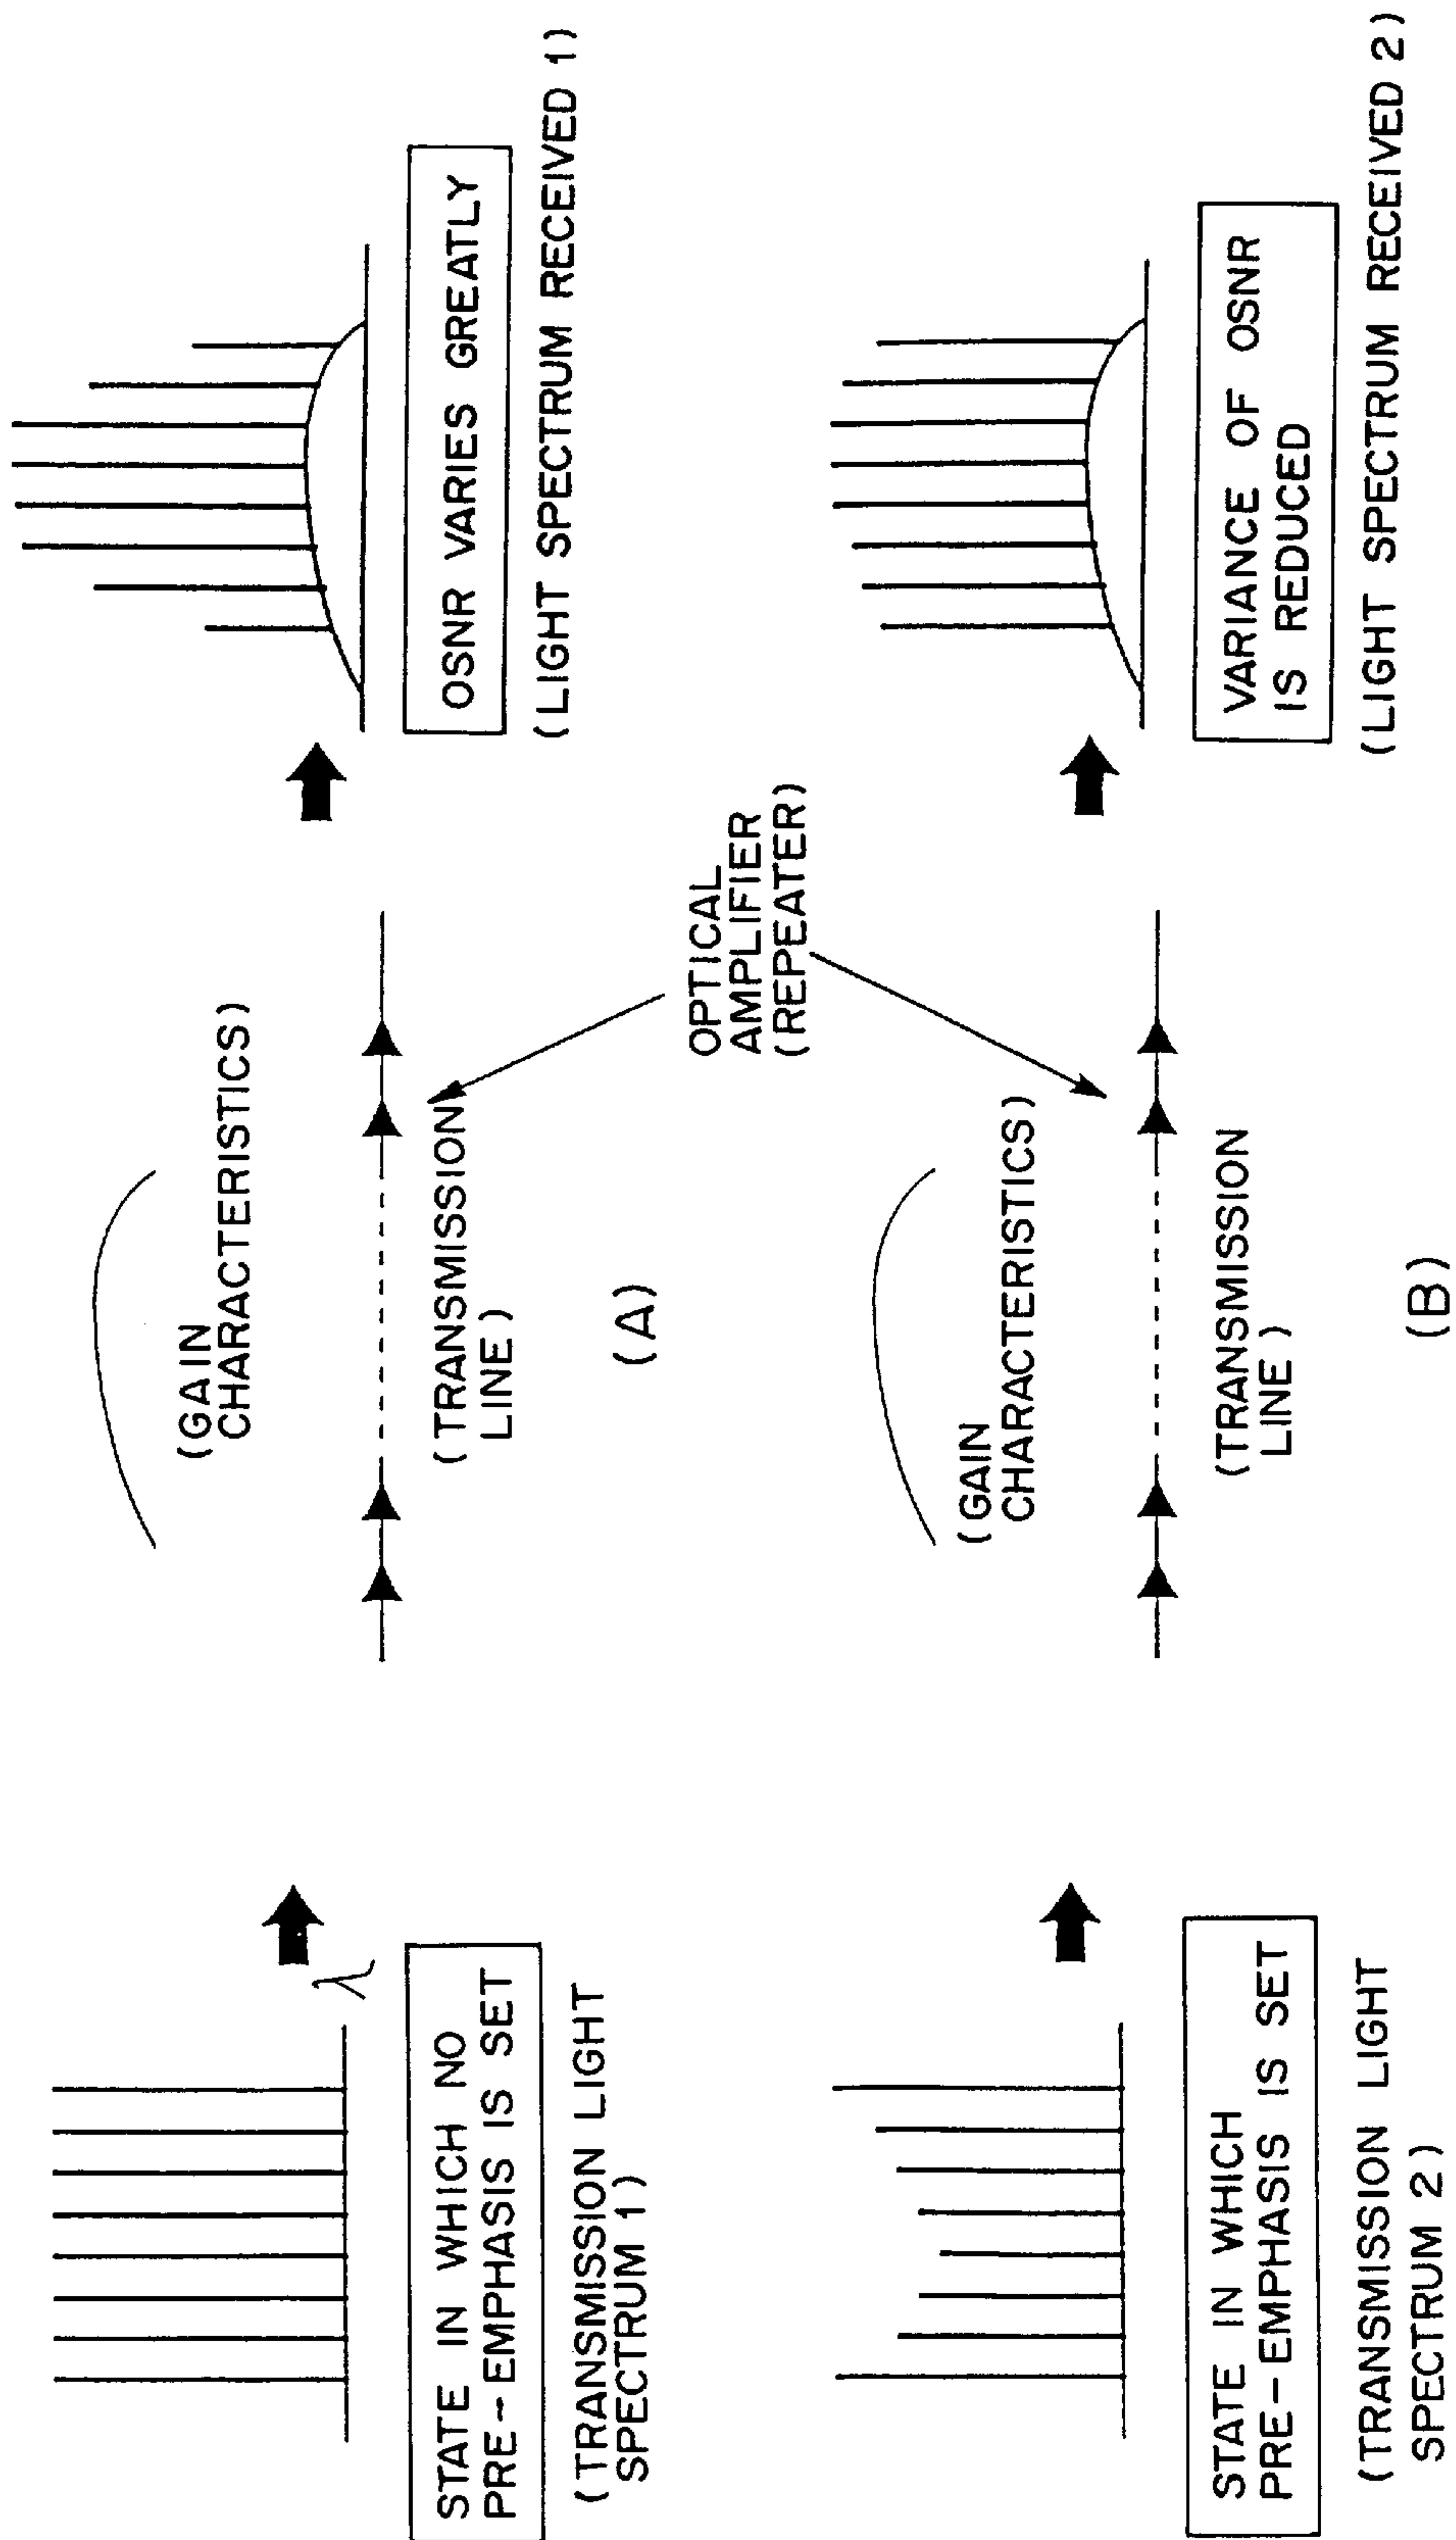 λ
STATE IN WHICH NO
PRE-EMPHASIS IS SET
(TRANSMISSION LIGHT
SPECTRUM 1)
(GAIN
CHARACTERISTICS)
(TRANSMISSION
LINE)
(A)
OSNR VARIES GREATLY
(LIGHT SPECTRUM RECEIVED 1)
OPTICAL
AMPLIFIER
(REPEATER)
STATE IN WHICH
PRE-EMPHASIS IS SET
(TRANSMISSION LIGHT
SPECTRUM 2)
(GAIN
CHARACTERISTICS)
(TRANSMISSION
LINE)
(B)
VARIANCE OF OSNR
IS REDUCED
(LIGHT SPECTRUM RECEIVED 2)